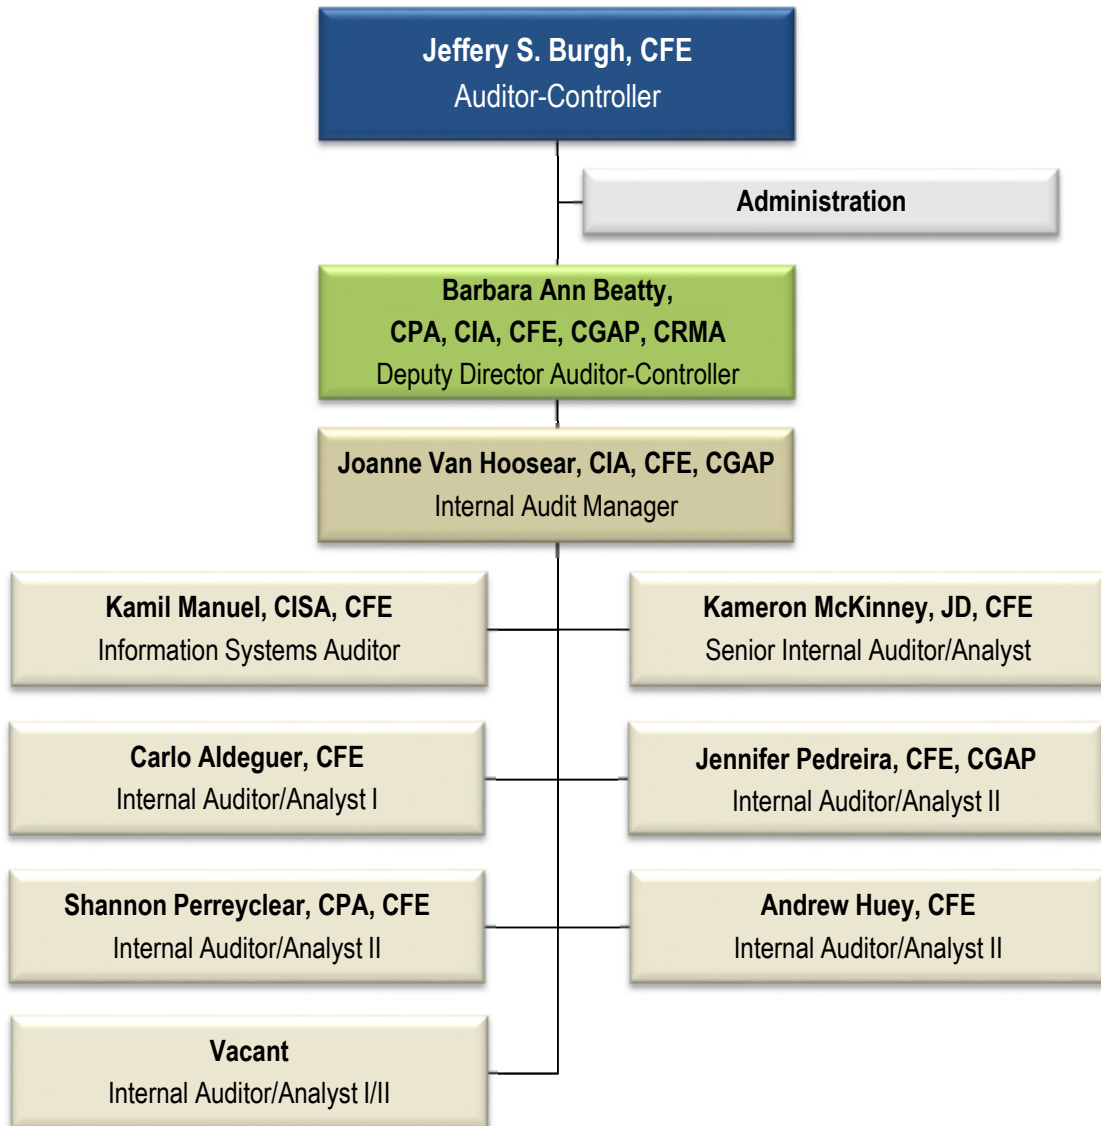 Jeffery S. Burgh, CFE
Auditor-Controller
Administration
Barbara Ann Beatty,
CPA, CIA, CFE, CGAP, CRMA
Deputy Director Auditor-Controller
Joanne Van Hoosear, CIA, CFE, CGAP
Internal Audit Manager
Kamil Manuel, CISA, CFE
Information Systems Auditor
Kameron McKinney, JD, CFE
Senior Internal Auditor/Analyst
Carlo Aldeguer, CFE
Internal Auditor/Analyst I
Jennifer Pedreira, CFE, CGAP
Internal Auditor/Analyst II
Shannon Perreyclear, CPA, CFE
Internal Auditor/Analyst II
Andrew Huey, CFE
Internal Auditor/Analyst II
Vacant
Internal Auditor/Analyst I/II